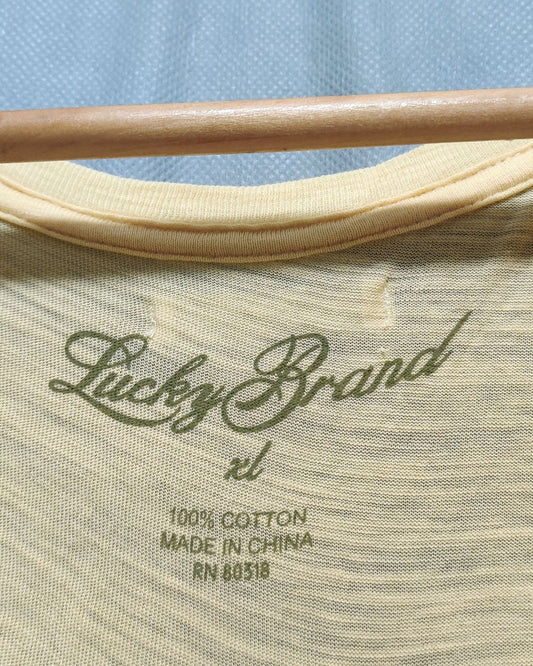 Lucky Brand
xl
100% COTTON
MADE IN CHINA
RN 80318